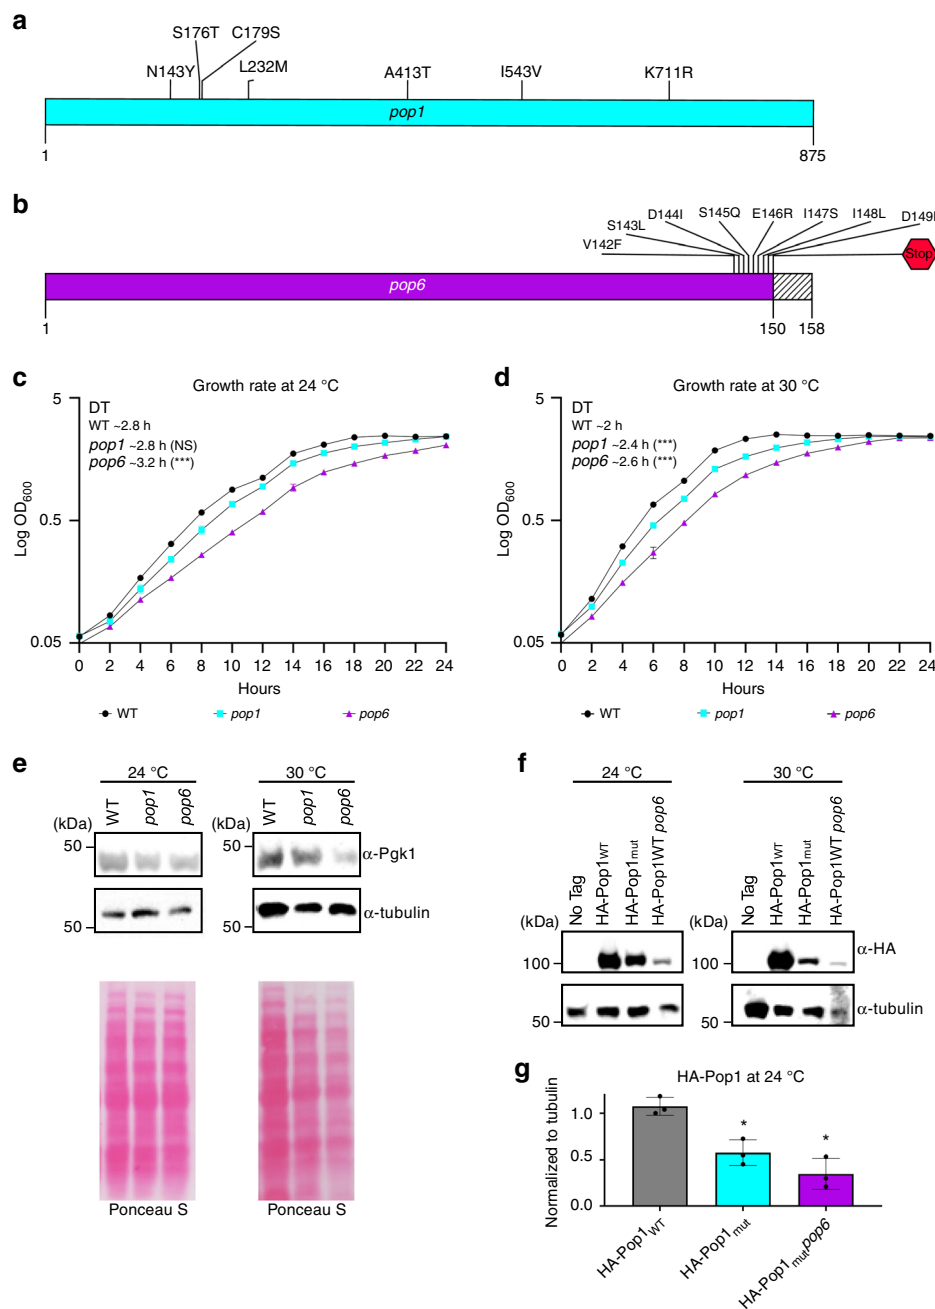 a
S176T C179S
N143Y L232M A413T I543V K711R
pop1
1 875
b
D144I S145Q E146R I147S I148L D149
S143L
V142F Stop
pop6
1 150 158
c
Growth rate at 24 °C
5
DT
WT ~2.8 h
pop1 ~2.8 h (NS)
pop6 ~3.2 h (***)
Log OD600
0.5
0.05
0 2 4 6 8 10 12 14 16 18 20 22 24
Hours
WT pop1 pop6
d
Growth rate at 30 °C
5
DT
WT ~2 h
pop1 ~2.4 h (***)
pop6 ~2.6 h (***)
Log OD600
0.5
0.05
0 2 4 6 8 10 12 14 16 18 20 22 24
Hours
WT pop1 pop6
e
24 °C 30 °C
WT pop1 pop6 WT pop1 pop6
(kDa) (kDa)
50 50 α-Pgk1
50 50 α-tubulin
Ponceau S Ponceau S
f
24 °C 30 °C
No Tag HA-Pop1WT HA-Pop1mut HA-Pop1WT pop6
No Tag HA-Pop1WT HA-Pop1mut HA-Pop1WT pop6
(kDa) (kDa)
100 100 α-HA
50 50 α-tubulin
g
HA-Pop1 at 24 °C
Normalized to tubulin
1.0
0.5
0.0
* *
HA-Pop1WT HA-Pop1mut HA-Pop1mutpop6